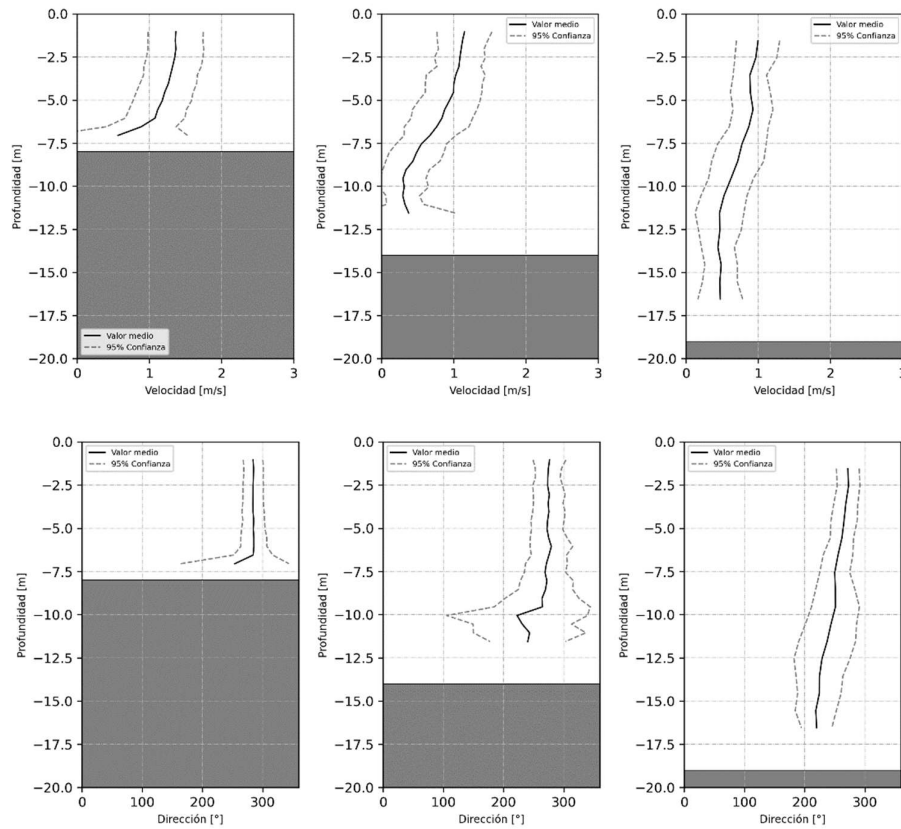 0.0
−2.5
−5.0
−7.5
−10.0
−12.5
−15.0
−17.5
−20.0
Profundidad [m]
Valor medio
95% Confianza
0 1 2 3
Velocidad [m/s]
0.0
−2.5
−5.0
−7.5
−10.0
−12.5
−15.0
−17.5
−20.0
Profundidad [m]
Valor medio
95% Confianza
0 1 2 3
Velocidad [m/s]
0.0
−2.5
−5.0
−7.5
−10.0
−12.5
−15.0
−17.5
−20.0
Profundidad [m]
Valor medio
95% Confianza
0 1 2 3
Velocidad [m/s]
0.0
−2.5
−5.0
−7.5
−10.0
−12.5
−15.0
−17.5
−20.0
Profundidad [m]
Valor medio
95% Confianza
0 100 200 300
Dirección [°]
0.0
−2.5
−5.0
−7.5
−10.0
−12.5
−15.0
−17.5
−20.0
Profundidad [m]
Valor medio
95% Confianza
0 100 200 300
Dirección [°]
0.0
−2.5
−5.0
−7.5
−10.0
−12.5
−15.0
−17.5
−20.0
Profundidad [m]
Valor medio
95% Confianza
0 100 200 300
Dirección [°]